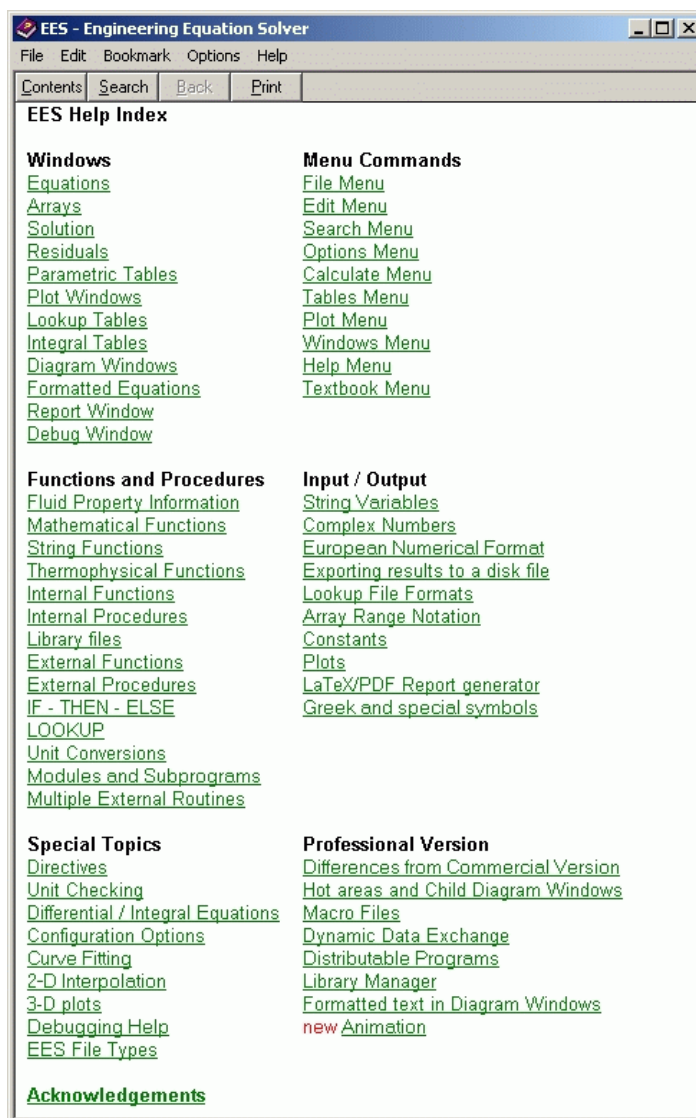 EES - Engineering Equation Solver
File Edit Bookmark Options Help
Contents Search Back Print
EES Help Index
Windows
Equations
Arrays
Solution
Residuals
Parametric Tables
Plot Windows
Lookup Tables
Integral Tables
Diagram Windows
Formatted Equations
Report Window
Debug Window
Menu Commands
File Menu
Edit Menu
Search Menu
Options Menu
Calculate Menu
Tables Menu
Plot Menu
Windows Menu
Help Menu
Textbook Menu
Functions and Procedures
Fluid Property Information
Mathematical Functions
String Functions
Thermophysical Functions
Internal Functions
Internal Procedures
Library files
External Functions
External Procedures
IF - THEN - ELSE
LOOKUP
Unit Conversions
Modules and Subprograms
Multiple External Routines
Input / Output
String Variables
Complex Numbers
European Numerical Format
Exporting results to a disk file
Lookup File Formats
Array Range Notation
Constants
Plots
LaTeX/PDF Report generator
Greek and special symbols
Special Topics
Directives
Unit Checking
Differential / Integral Equations
Configuration Options
Curve Fitting
2-D Interpolation
3-D plots
Debugging Help
EES File Types
Professional Version
Differences from Commercial Version
Hot areas and Child Diagram Windows
Macro Files
Dynamic Data Exchange
Distributable Programs
Library Manager
Formatted text in Diagram Windows
new Animation
Acknowledgements